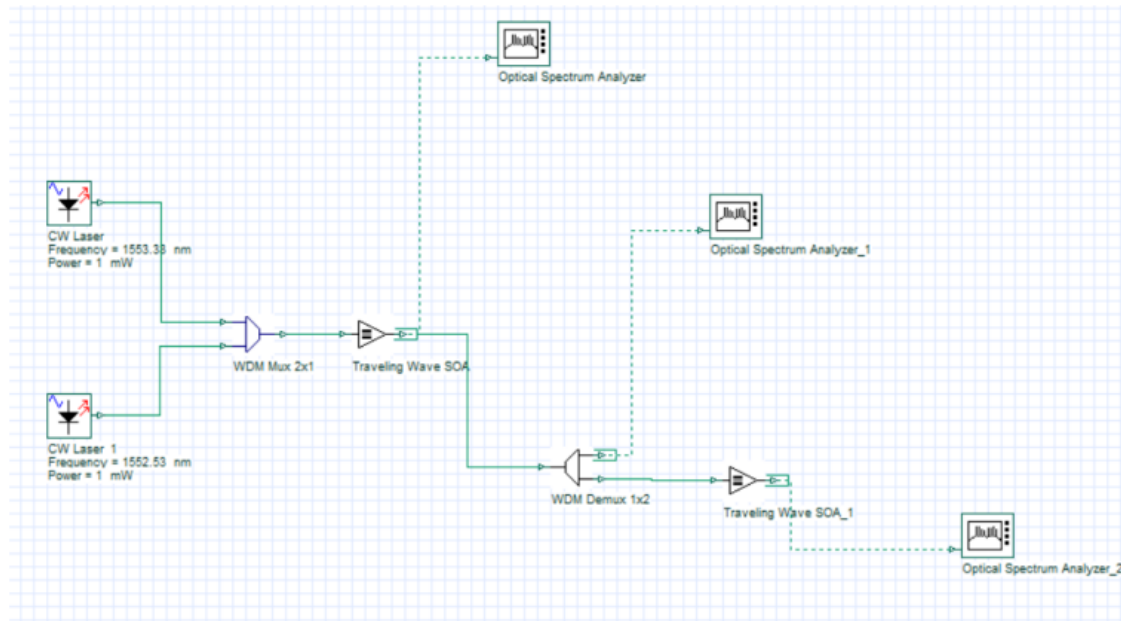 Optical Spectrum Analyzer
CW Laser
Frequency = 1553.33 nm
Power = 1 mW
Optical Spectrum Analyzer_1
WDM Mux 2x1
Traveling Wave SOA
CW Laser 1
Frequency = 1552.53 nm
Power = 1 mW
WDM Demux 1x2
Traveling Wave SOA_1
Optical Spectrum Analyzer_2